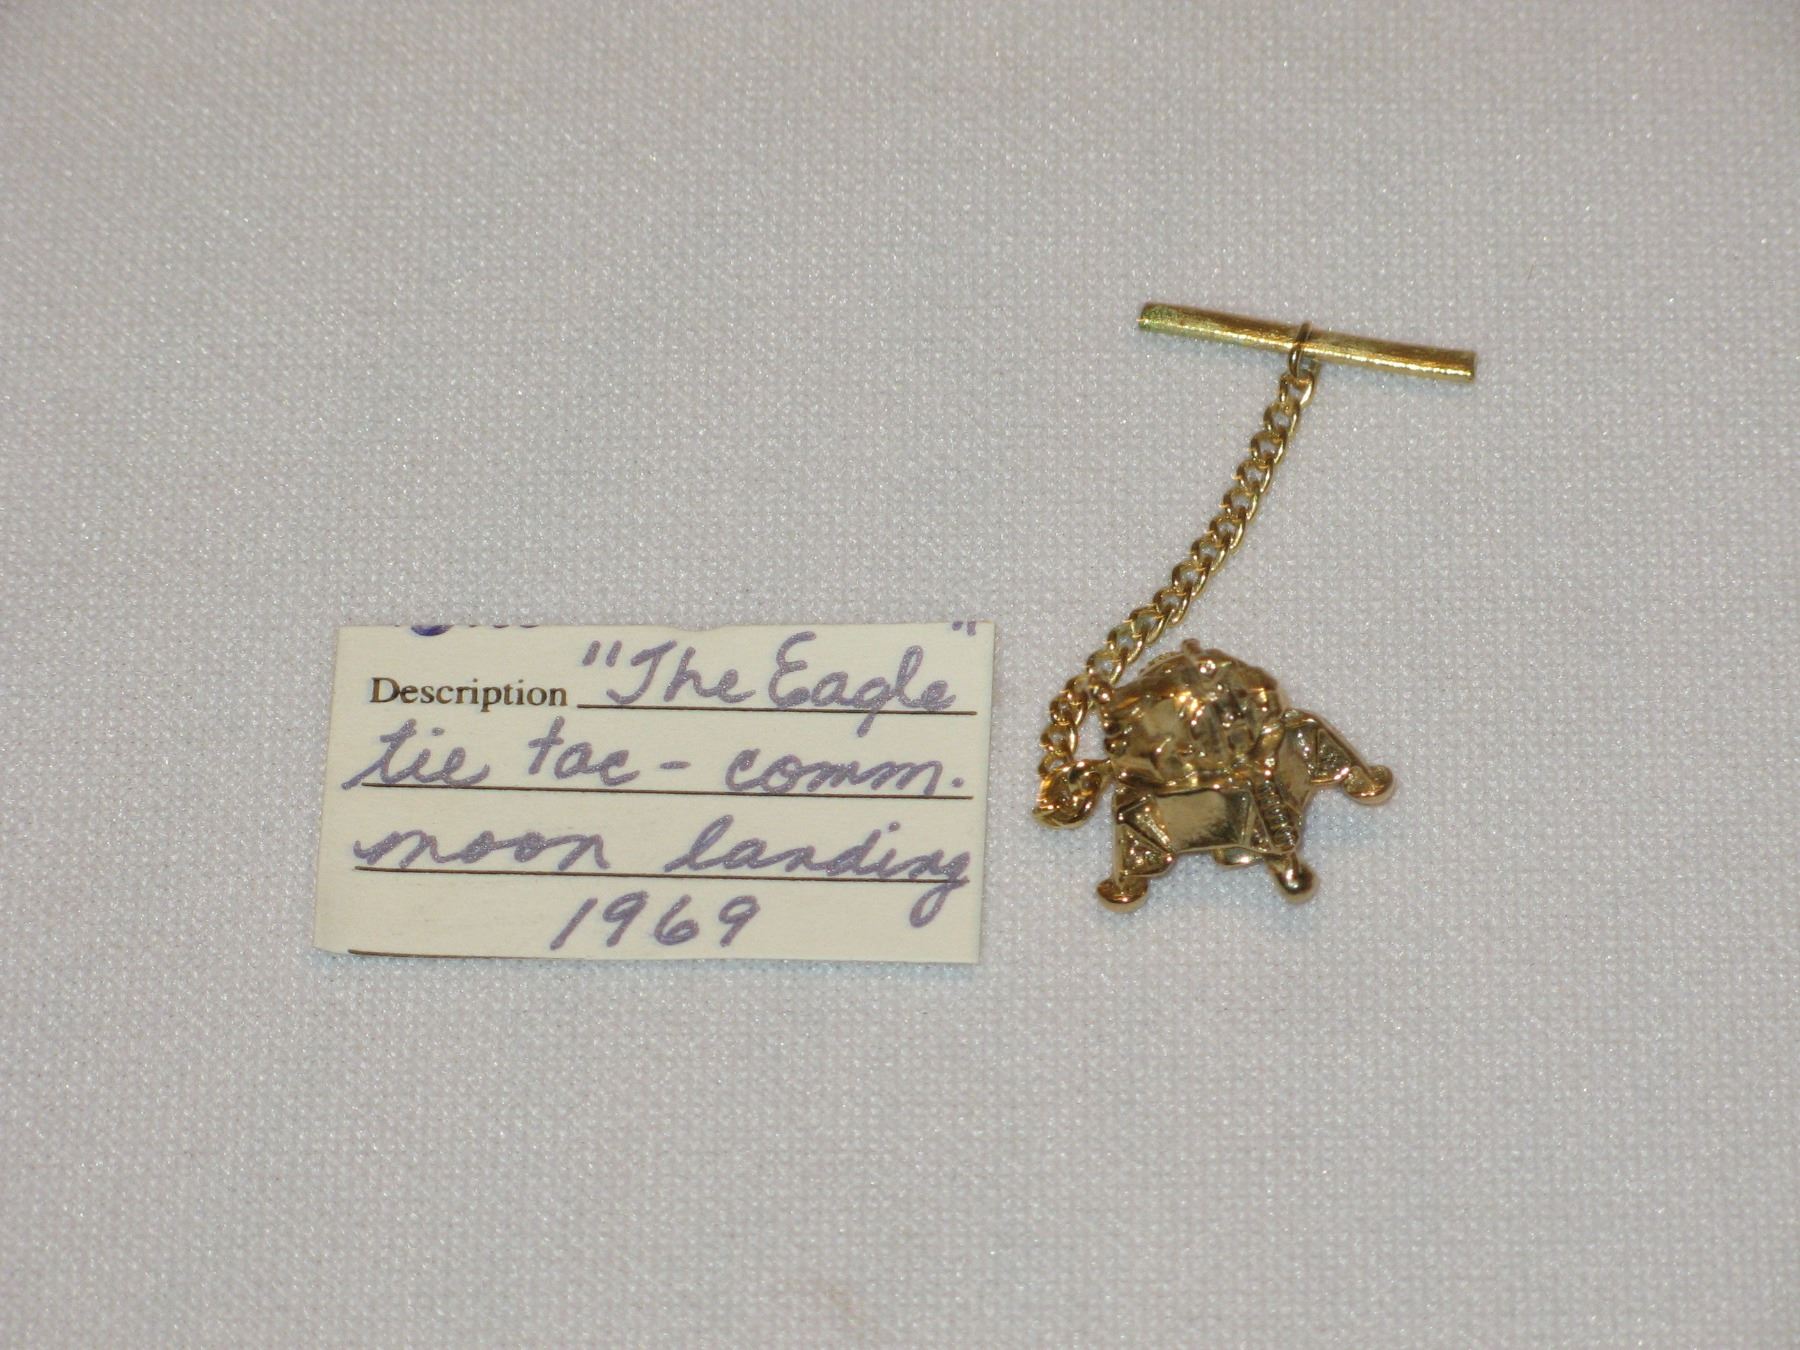 Description "The Eagle"
tie tac - comm.
moon landing
1969